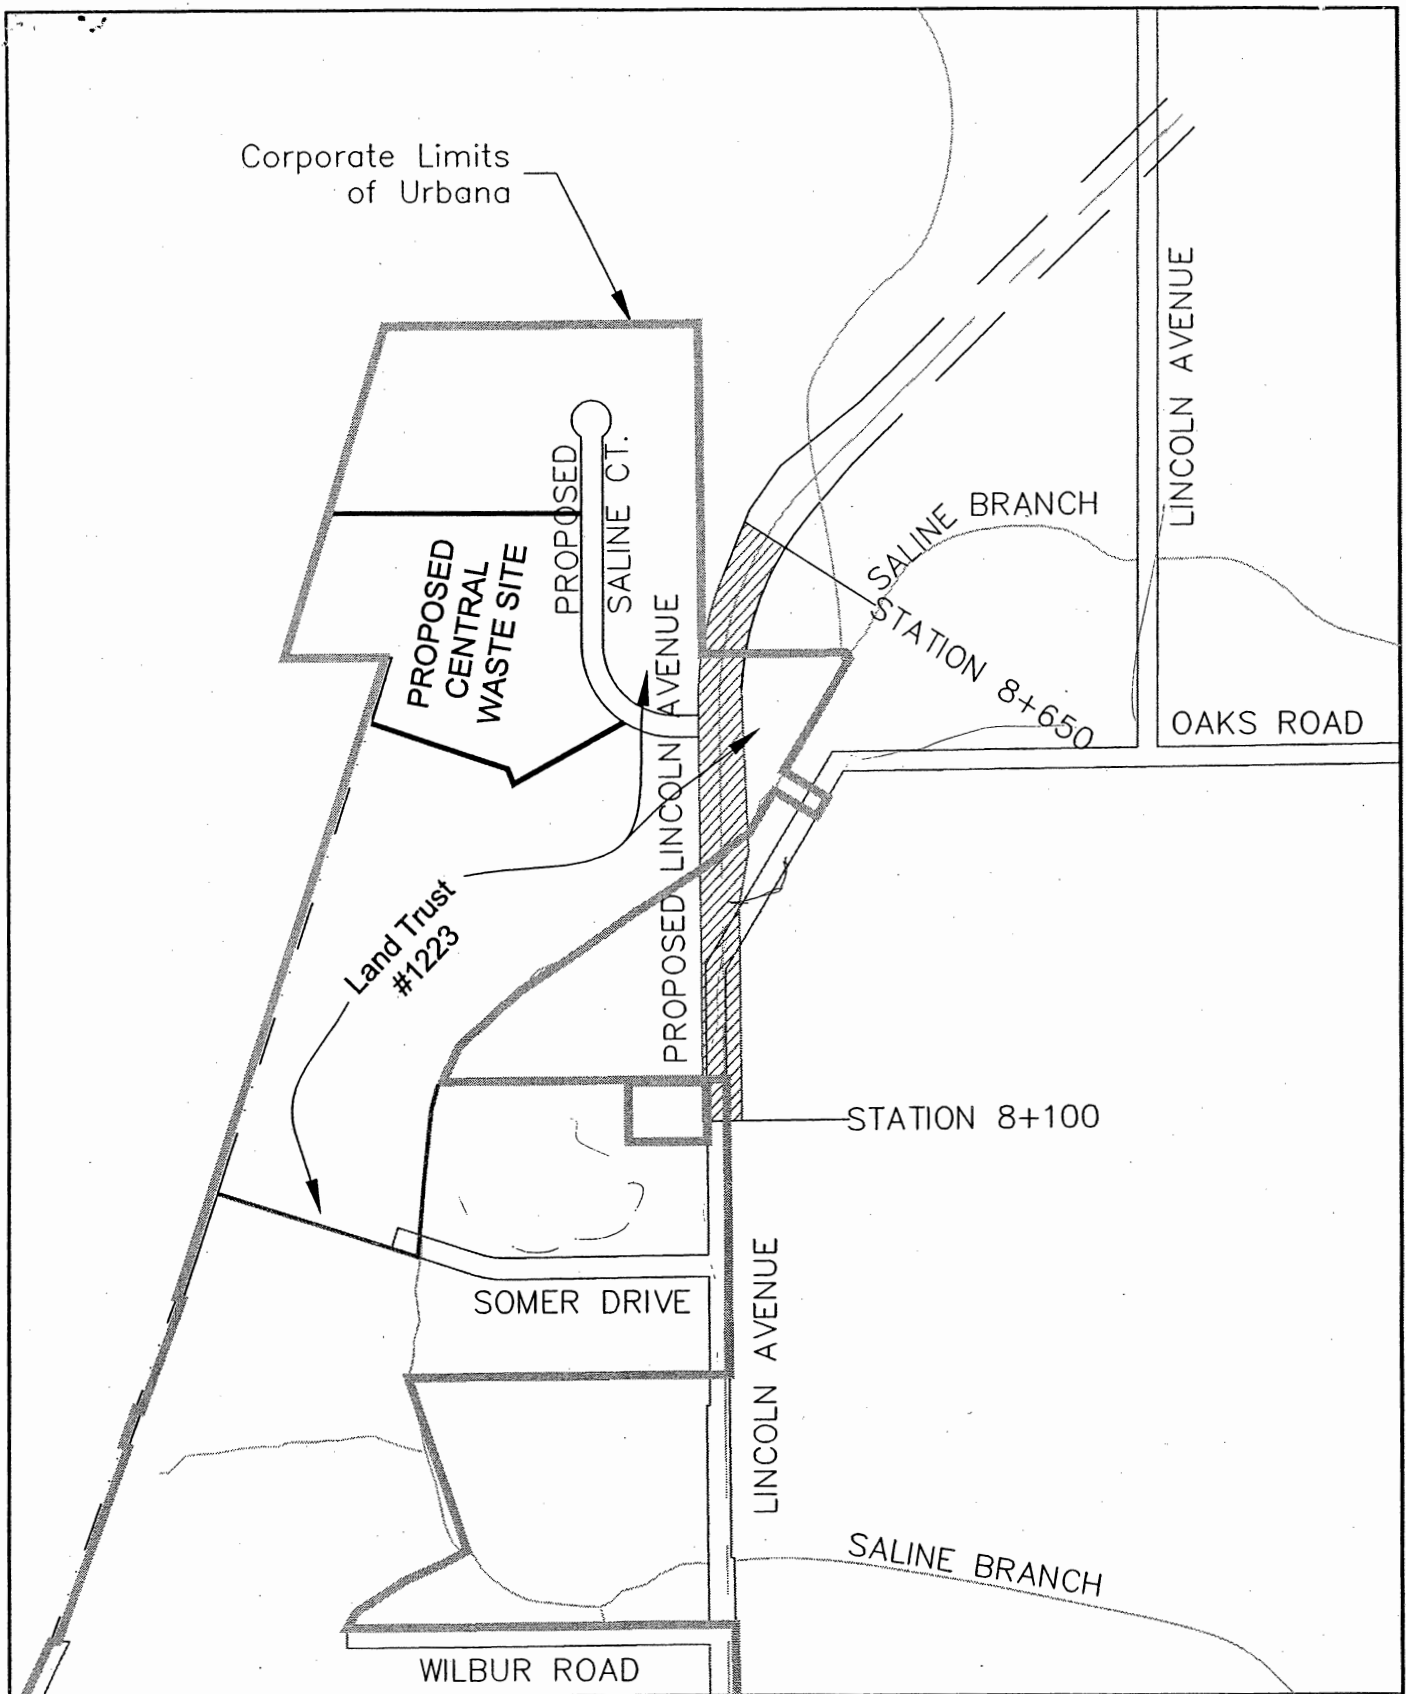 Corporate Limits
of Urbana
LINCOLN AVENUE
PROPOSED
SALINE CT.
SALINE BRANCH
STATION 8+650
PROPOSED
CENTRAL
WASTE SITE
OAKS ROAD
PROPOSED LINCOLN AVENUE
Land Trust
#1223
STATION 8+100
SOMER DRIVE
LINCOLN AVENUE
SALINE BRANCH
WILBUR ROAD